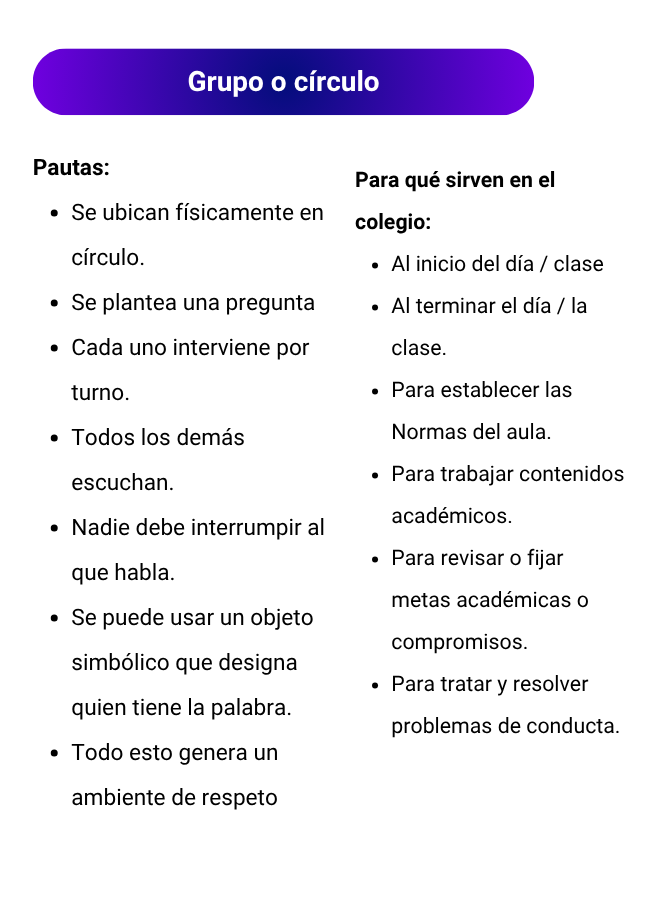 Grupo o círculo
Pautas:
• Se ubican físicamente en
círculo.
• Se plantea una pregunta
• Cada uno interviene por
turno.
• Todos los demás
escuchan.
• Nadie debe interrumpir al
que habla.
• Se puede usar un objeto
simbólico que designa
quien tiene la palabra.
• Todo esto genera un
ambiente de respeto
Para qué sirven en el
colegio:
• Al inicio del día / clase
• Al terminar el día / la
clase.
• Para establecer las
Normas del aula.
• Para trabajar contenidos
académicos.
• Para revisar o fijar
metas académicas o
compromisos.
• Para tratar y resolver
problemas de conducta.